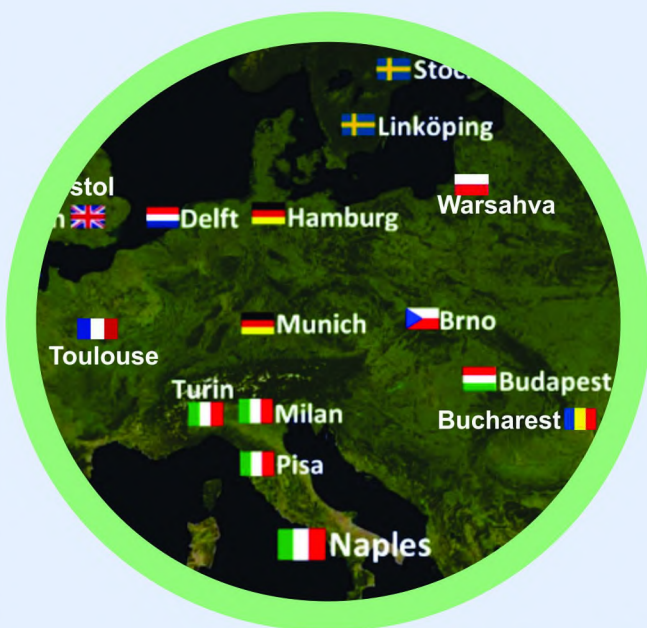 Stoc
Linköping
stol
Warsahva
n
Delft
Hamburg
Munich
Brno
Toulouse
Budapest
Turin
Milan
Bucharest
Pisa
Naples